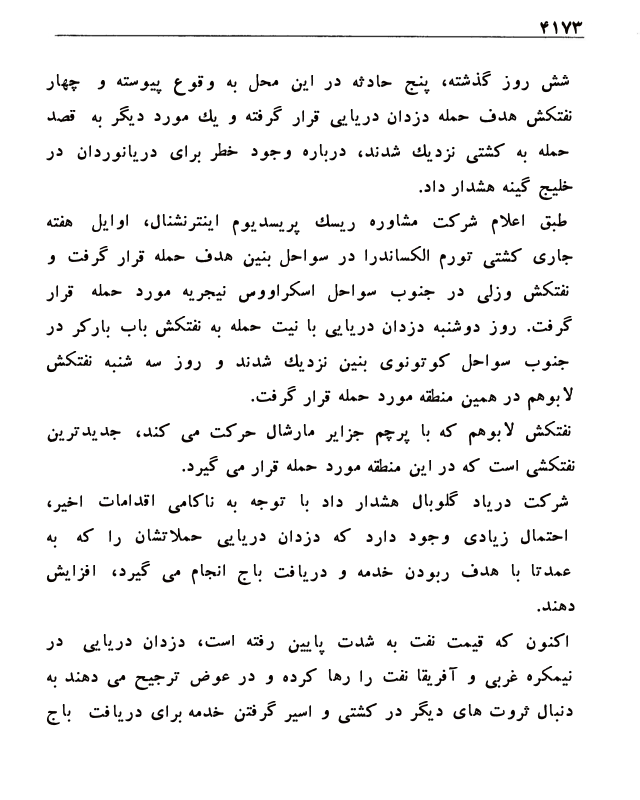 ۴۱۷۳
شش روز گذشته، پنج حادثه در این محل به وقوع پیوسته و چهار
نفتکش هدف حمله دزدان دریایی قرار گرفته و یك مورد دیگر به قصد
حمله به کشتی نزدیك شدند، درباره وجود خطر برای دریانوردان در
خلیج گینه هشدار داد.
طبق اعلام شرکت مشاوره ریسك پریسدیوم اینترنشنال، اوایل هفته
جاری کشتی تورم الکساندرا در سواحل بنین هدف حمله قرار گرفت و
نفتکش وزلی در جنوب سواحل اسکراووس نیجریه مورد حمله قرار
گرفت. روز دوشنبه دزدان دریایی با نیت حمله به نفتکش باب بارکر در
جنوب سواحل کوتونوی بنین نزدیك شدند و روز سه شنبه نفتکش
لابوهم در همین منطقه مورد حمله قرار گرفت.
نفتکش لابوهم که با پرچم جزایر مارشال حرکت می کند، جدیدترین
نفتکشی است که در این منطقه مورد حمله قرار می گیرد.
شرکت دریاد گلوبال هشدار داد با توجه به ناکامی اقدامات اخیر،
احتمال زیادی وجود دارد که دزدان دریایی حملاتشان را که به
عمدتا با هدف ربودن خدمه و دریافت باج انجام می گیرد، افزایش
دهند.
اکنون که قیمت نفت به شدت پایین رفته است، دزدان دریایی در
نیمکره غربی و آفریقا نفت را رها کرده و در عوض ترجیح می دهند به
دنبال ثروت های دیگر در کشتی و اسیر گرفتن خدمه برای دریافت باج